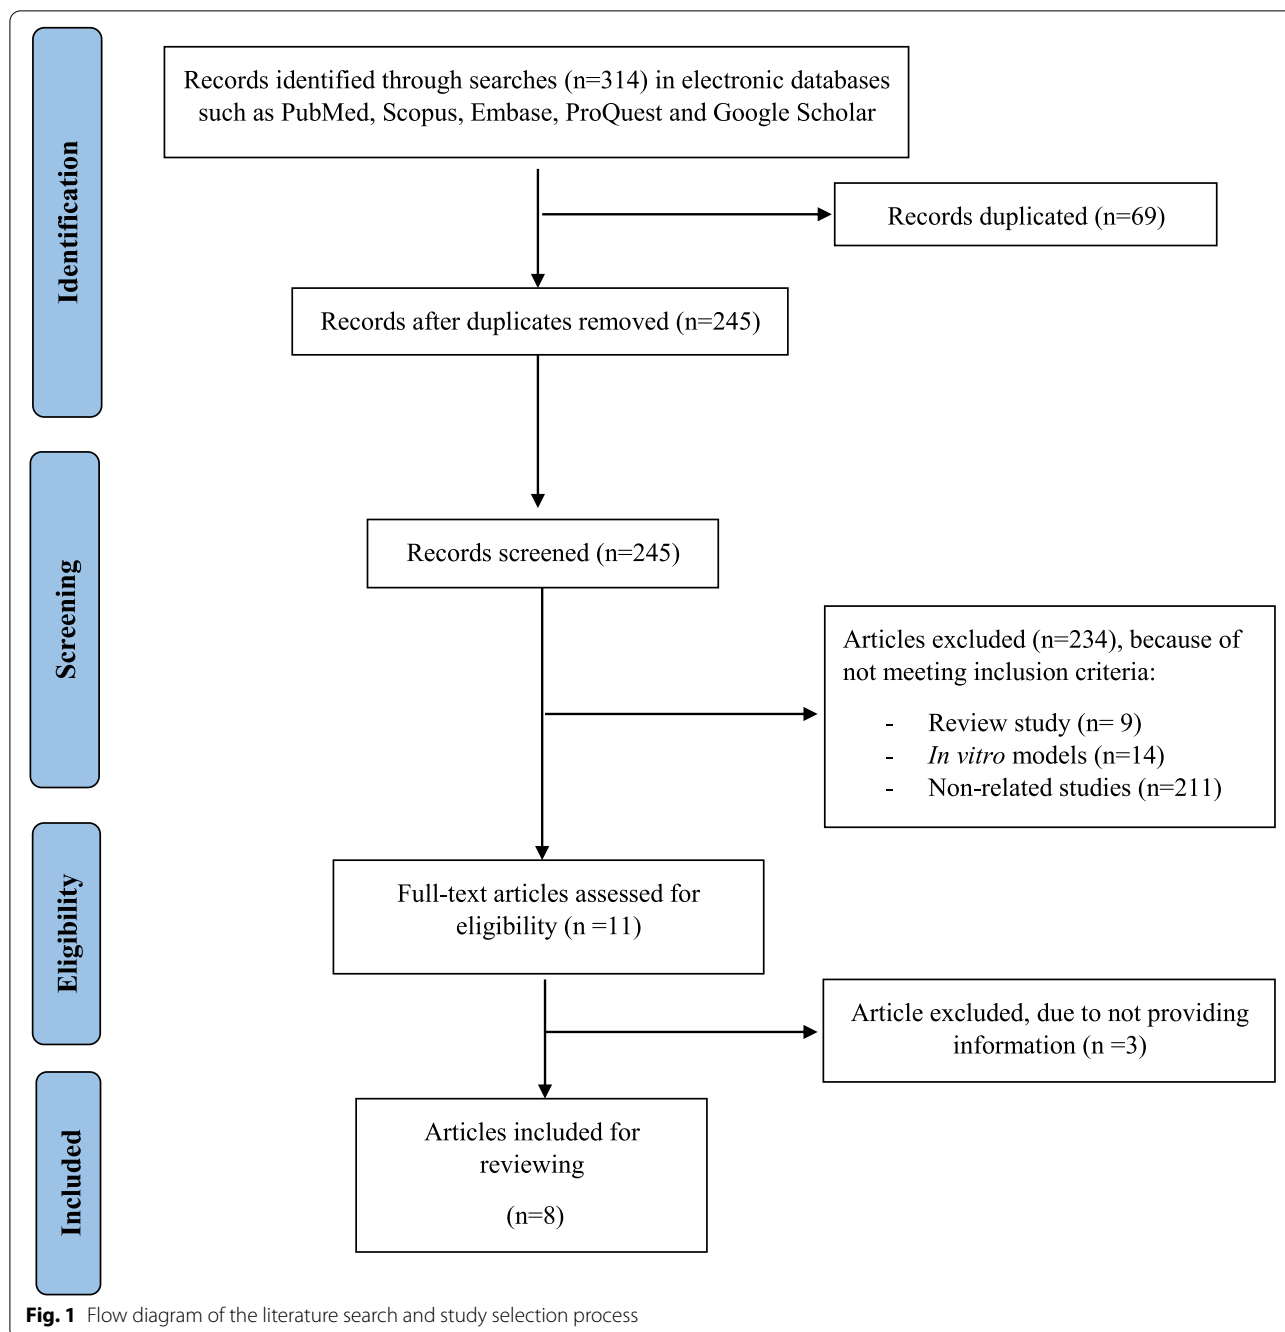 Identification
Records identified through searches (n=314) in electronic databases
such as PubMed, Scopus, Embase, ProQuest and Google Scholar
Records duplicated (n=69)
Records after duplicates removed (n=245)
Screening
Records screened (n=245)
Articles excluded (n=234), because of
not meeting inclusion criteria:
- Review study (n= 9)
- In vitro models (n=14)
- Non-related studies (n=211)
Eligibility
Full-text articles assessed for
eligibility (n =11)
Article excluded, due to not providing
information (n =3)
Included
Articles included for
reviewing
(n=8)
Fig. 1 Flow diagram of the literature search and study selection process